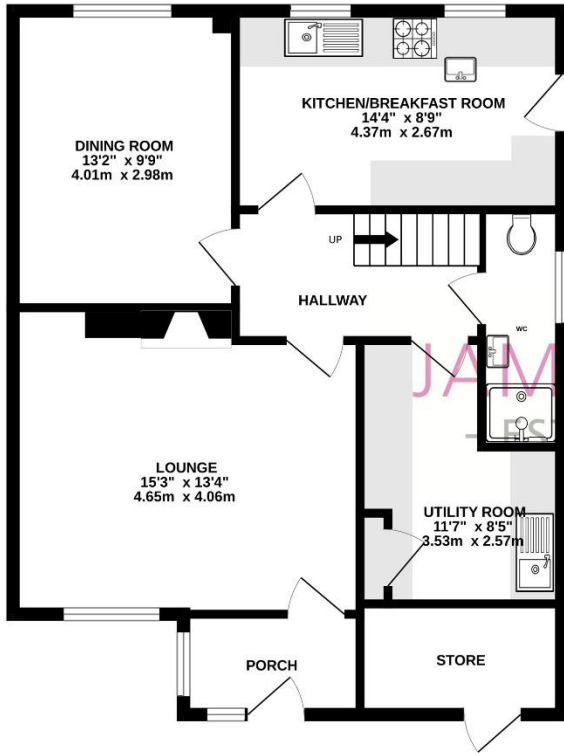 KITCHEN/BREAKFAST ROOM
14'4" x 8'9"
4.37m x 2.67m
DINING ROOM
13'2" x 9'9"
4.01m x 2.98m
UP
HALLWAY
WC
JAM
EST
LOUNGE
15'3" x 13'4"
4.65m x 4.06m
UTILITY ROOM
11'7" x 8'5"
3.53m x 2.57m
PORCH
STORE